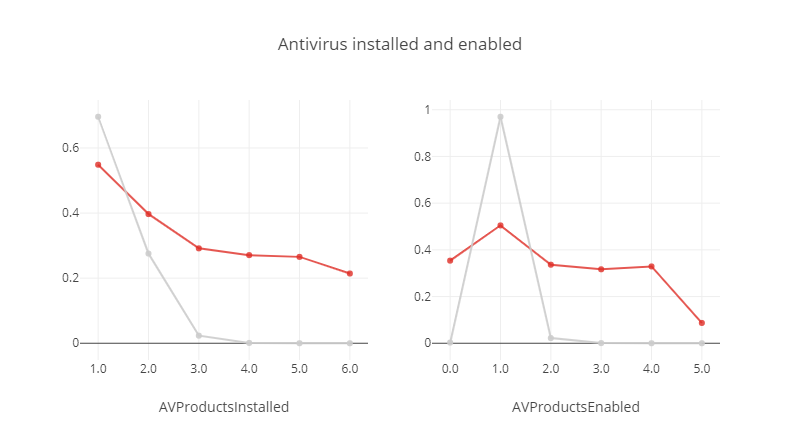 Antivirus installed and enabled
0.6
0.4
0.2
0
1.0 2.0 3.0 4.0 5.0 6.0
AVProductsInstalled
1
0.8
0.6
0.4
0.2
0
0.0 1.0 2.0 3.0 4.0 5.0
AVProductsEnabled